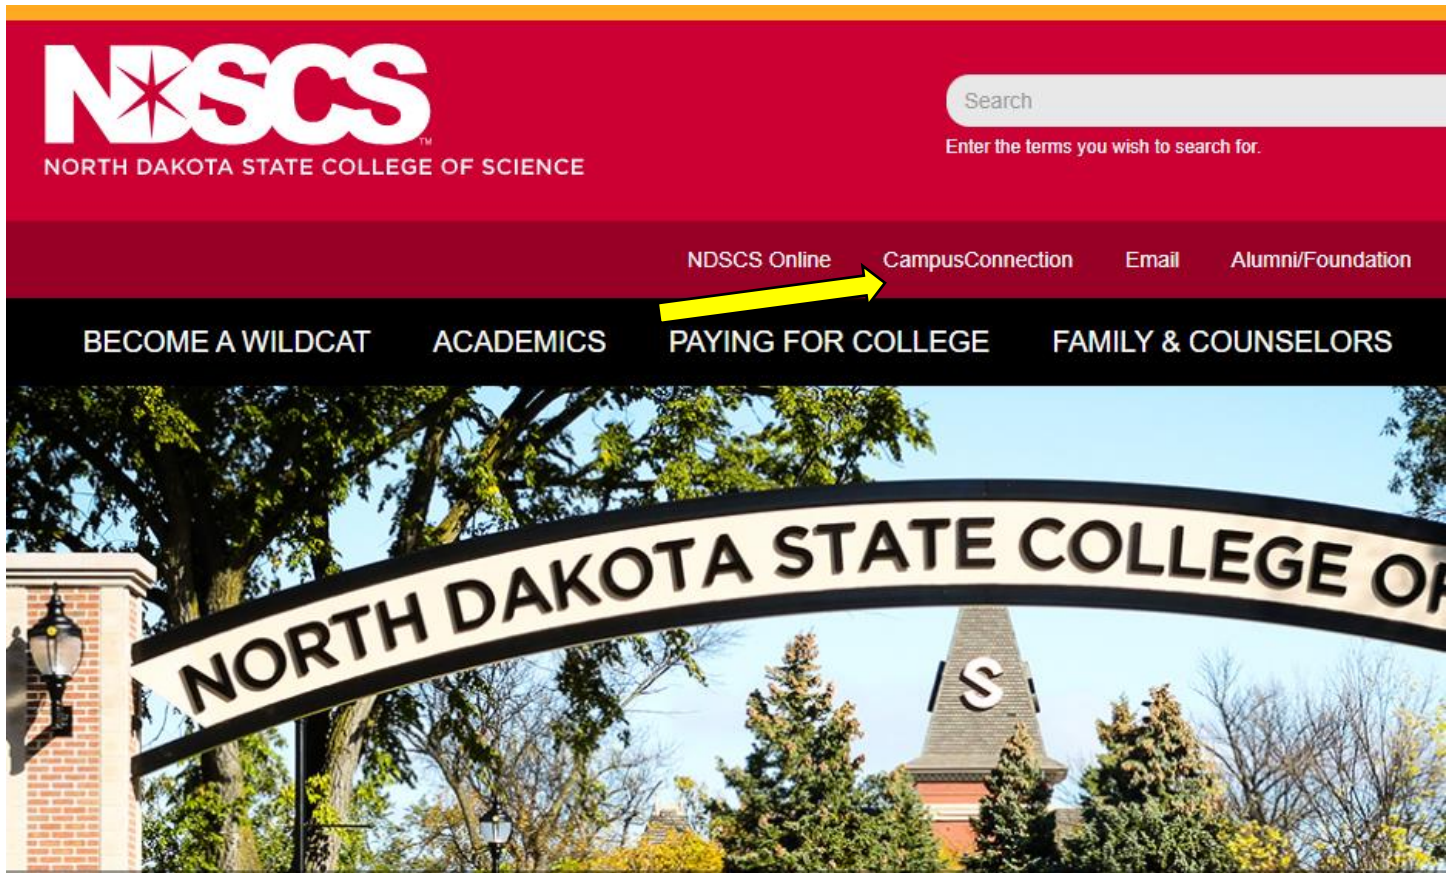 NDSCS
TM
NORTH DAKOTA STATE COLLEGE OF SCIENCE
Search
Enter the terms you wish to search for.
NDSCS Online CampusConnection Email Alumni/Foundation
BECOME A WILDCAT ACADEMICS PAYING FOR COLLEGE FAMILY & COUNSELORS
NORTH DAKOTA STATE COLLEGE OF
S